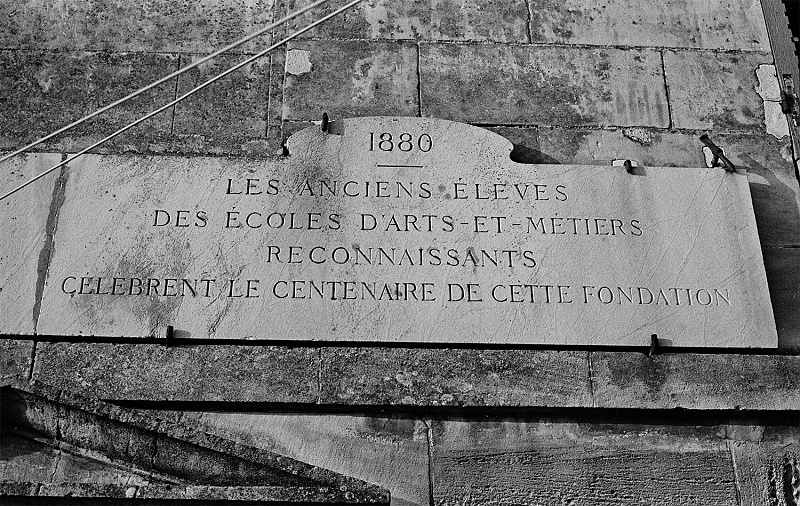 1880
LES ANCIENS ÉLÈVES
DES ÉCOLES D'ARTS-ET-MÉTIERS
RECONNAISSANTS
CÉLÈBRENT LE CENTENAIRE DE CETTE FONDATION